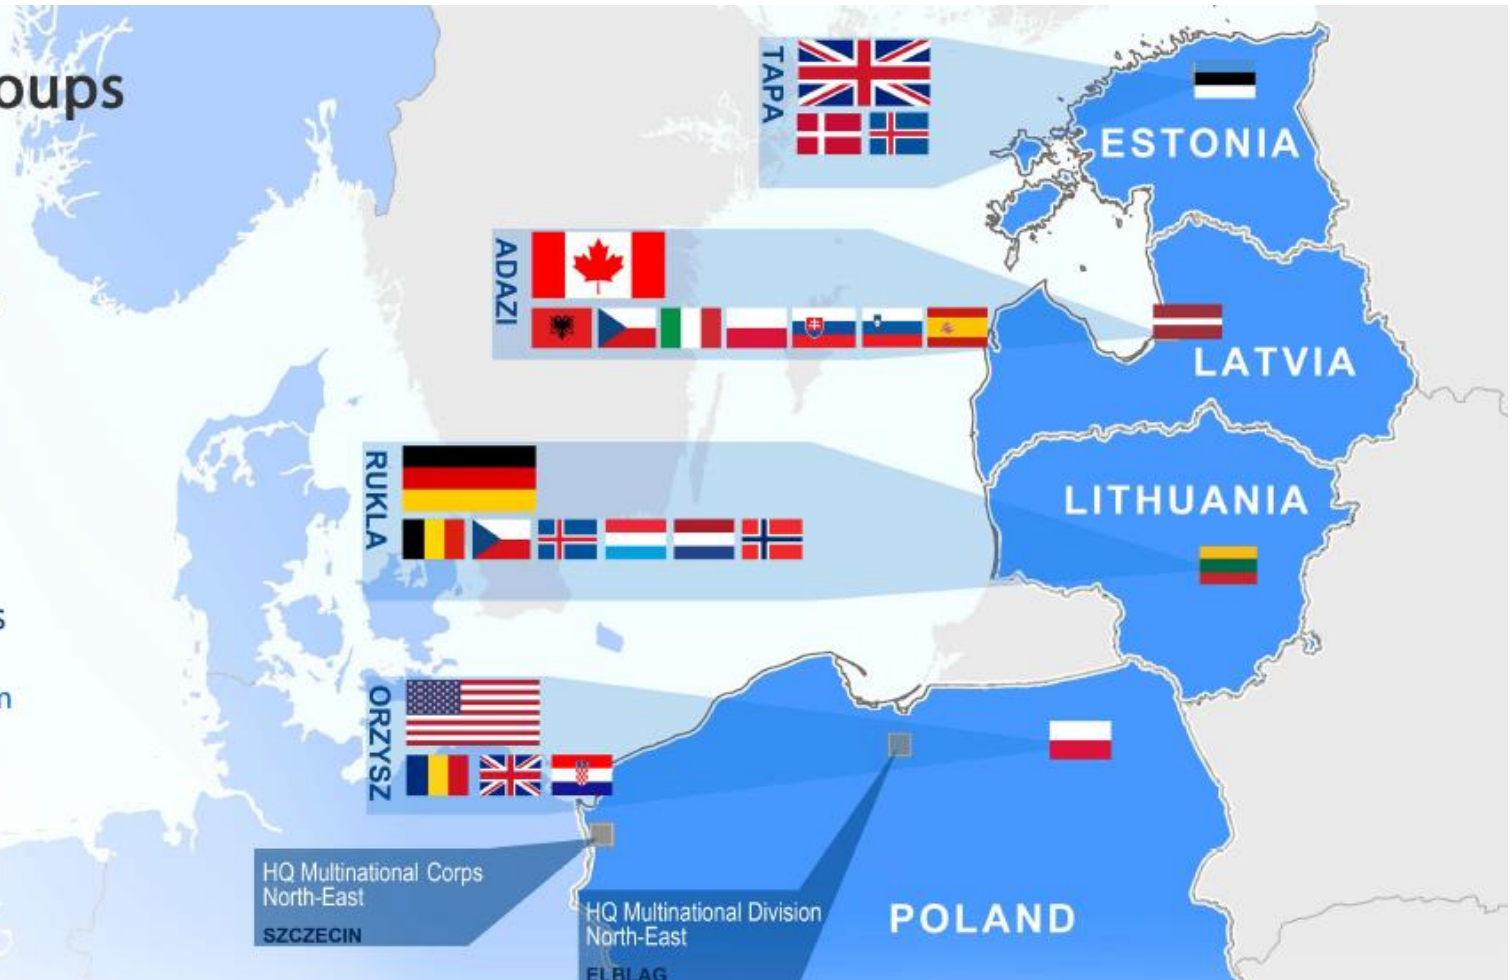 oups
TAPA
ESTONIA
ADAZI
LATVIA
RUKLA
LITHUANIA
s
n
ORZYSZ
HQ Multinational Corps
North-East
SZCZECIN
HQ Multinational Division
North-East
ELBLAG
POLAND